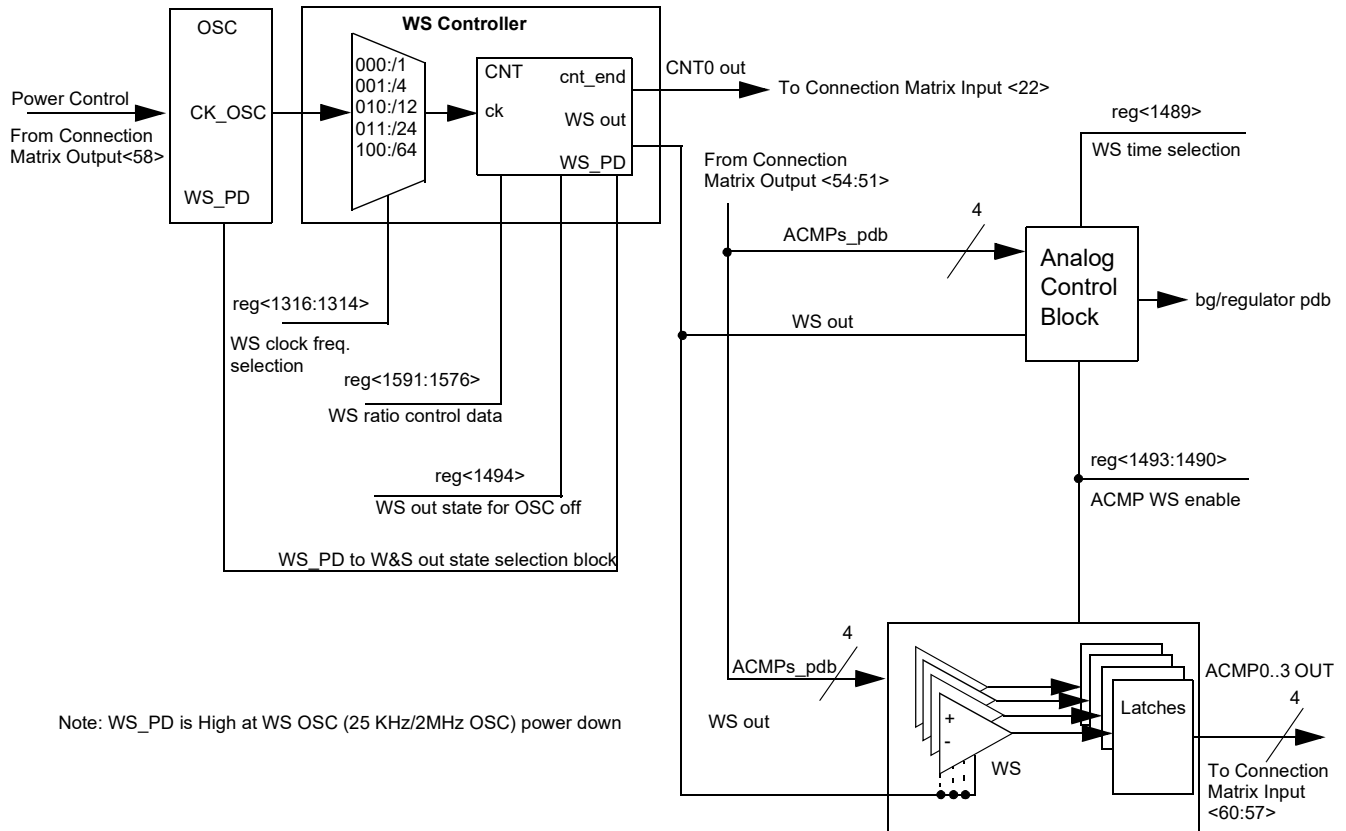 OSC
WS Controller
Power Control
From Connection
Matrix Output<58>
CK_OSC
WS_PD
000:/1
001:/4
010:/12
011:/24
100:/64
CNT
ck
cnt_end
WS out
WS_PD
CNT0 out
To Connection Matrix Input <22>
reg<1489>
WS time selection
From Connection
Matrix Output <54:51>
4
ACMPs_pdb
Analog
Control
Block
bg/regulator pdb
WS out
reg<1316:1314>
WS clock freq.
selection
reg<1591:1576>
WS ratio control data
reg<1494>
WS out state for OSC off
WS_PD to W&S out state selection block
reg<1493:1490>
ACMP WS enable
4
ACMPs_pdb
WS out
+
-
WS
Latches
ACMP0..3 OUT
4
To Connection
Matrix Input
<60:57>
Note: WS_PD is High at WS OSC (25 KHz/2MHz OSC) power down